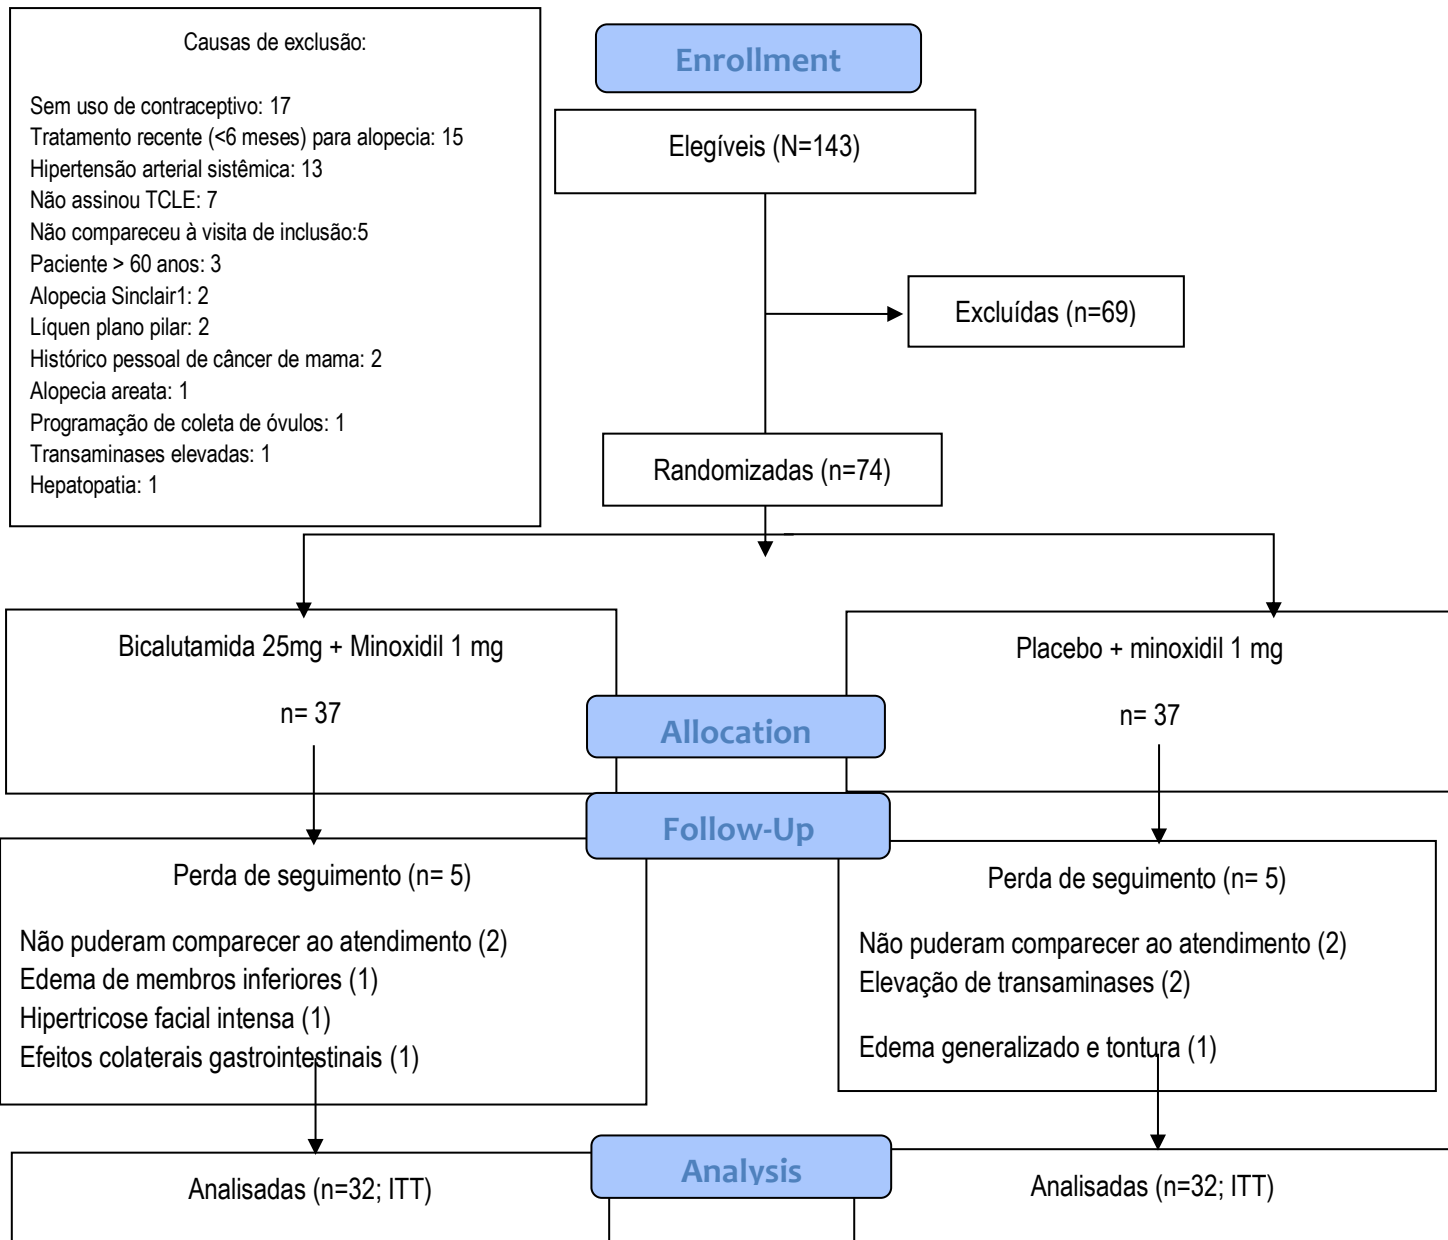 Causas de exclusão:
Sem uso de contraceptivo: 17
Tratamento recente (<6 meses) para alopecia: 15
Hipertensão arterial sistêmica: 13
Não assinou TCLE: 7
Não compareceu à visita de inclusão:5
Paciente > 60 anos: 3
Alopecia Sinclair1: 2
Líquen plano pilar: 2
Histórico pessoal de câncer de mama: 2
Alopecia areata: 1
Programação de coleta de óvulos: 1
Transaminases elevadas: 1
Hepatopatia: 1
Enrollment
Elegíveis (N=143)
Excluídas (n=69)
Randomizadas (n=74)
Bicalutamida 25mg + Minoxidil 1 mg
n= 37
Placebo + minoxidil 1 mg
n= 37
Allocation
Follow-Up
Perda de seguimento (n= 5)
Não puderam comparecer ao atendimento (2)
Edema de membros inferiores (1)
Hipertricose facial intensa (1)
Efeitos colaterais gastrointestinais (1)
Perda de seguimento (n= 5)
Não puderam comparecer ao atendimento (2)
Elevação de transaminases (2)
Edema generalizado e tontura (1)
Analysis
Analisadas (n=32; ITT)
Analisadas (n=32; ITT)